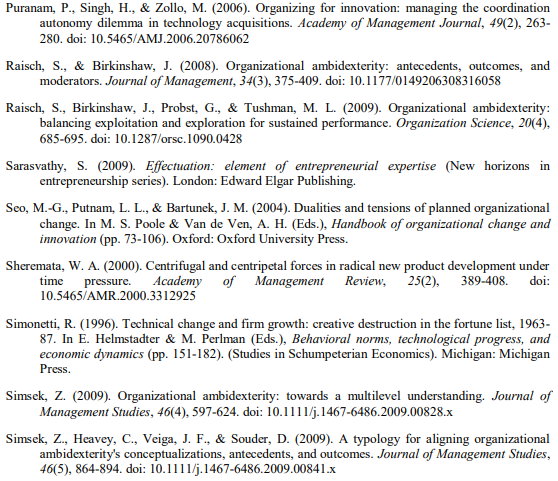 Puranam, P., Singh, H., & Zollo, M. (2006). Organizing for innovation: managing the coordination
autonomy dilemma in technology acquisitions. Academy of Management Journal, 49(2), 263-
280. doi: 10.5465/AMJ.2006.20786062
Raisch, S., & Birkinshaw, J. (2008). Organizational ambidexterity: antecedents, outcomes, and
moderators. Journal of Management, 34(3), 375-409. doi: 10.1177/0149206308316058
Raisch, S., Birkinshaw, J., Probst, G., & Tushman, M. L. (2009). Organizational ambidexterity:
balancing exploitation and exploration for sustained performance. Organization Science, 20(4),
685-695. doi: 10.1287/orsc.1090.0428
Sarasvathy, S. (2009). Effectuation: element of entrepreneurial expertise (New horizons in
entrepreneurship series). London: Edward Elgar Publishing.
Seo, M.-G., Putnam, L. L., & Bartunek, J. M. (2004). Dualities and tensions of planned organizational
change. In M. S. Poole & Van de Ven, A. H. (Eds.), Handbook of organizational change and
innovation (pp. 73-106). Oxford: Oxford University Press.
Sheremata, W. A. (2000). Centrifugal and centripetal forces in radical new product development under
time pressure. Academy of Management Review, 25(2), 389-408. doi:
10.5465/AMR.2000.3312925
Simonetti, R. (1996). Technical change and firm growth: creative destruction in the fortune list, 1963-
87. In E. Helmstadter & M. Perlman (Eds.), Behavioral norms, technological progress, and
economic dynamics (pp. 151-182). (Studies in Schumpeterian Economics). Michigan: Michigan
Press.
Simsek, Z. (2009). Organizational ambidexterity: towards a multilevel understanding. Journal of
Management Studies, 46(4), 597-624. doi: 10.1111/j.1467-6486.2009.00828.x
Simsek, Z., Heavey, C., Veiga, J. F., & Souder, D. (2009). A typology for aligning organizational
ambidexterity's conceptualizations, antecedents, and outcomes. Journal of Management Studies,
46(5), 864-894. doi: 10.1111/j.1467-6486.2009.00841.x